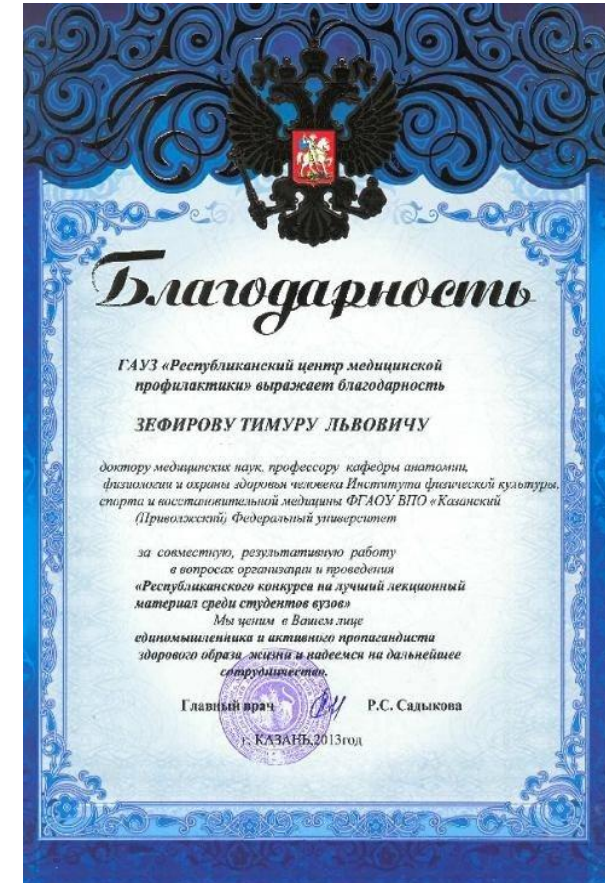 Благодарность
ГАУЗ «Республиканский центр медицинской
профилактики» выражает благодарность
ЗЕФИРОВУ ТИМУРУ ЛЬВОВИЧУ
доктору медицинских наук, профессору кафедры анатомии,
физиологии и охраны здоровья человека Института физической культуры,
спорта и восстановительной медицины ФГАОУ ВПО «Казанский
(Приволжский) Федеральный университет
за совместную, результативную работу
в вопросах организации и проведения
«Республиканского конкурса на лучший лекционный
материал среди студентов вузов»
Мы ценим в Вашем лице
единомышленника и активного пропагандиста
здорового образа жизни и надеемся на дальнейшее
сотрудничество.
Главный врач Р.С. Садыкова
г. КАЗАНЬ,2013год